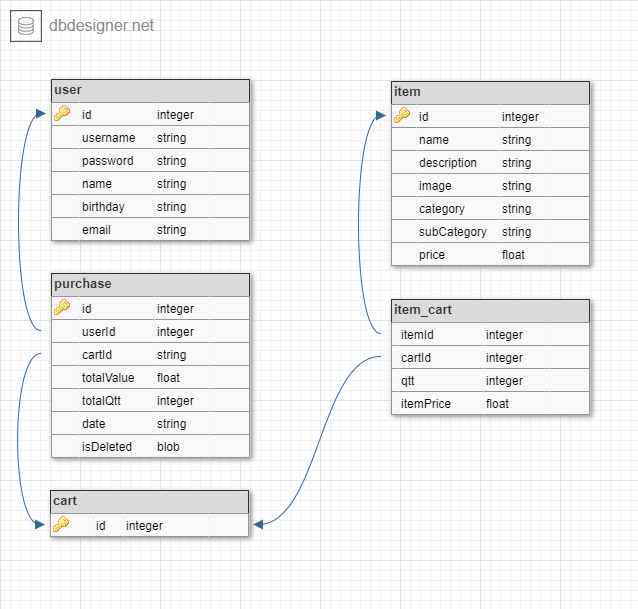 dbdesigner.net
user
id integer
username string
password string
name string
birthday string
email string
purchase
id integer
userId integer
cartId string
totalValue float
totalQtt integer
date string
isDeleted blob
cart
id integer
item
id integer
name string
description string
image string
category string
subCategory string
price float
item_cart
itemId integer
cartId integer
qtt integer
itemPrice float